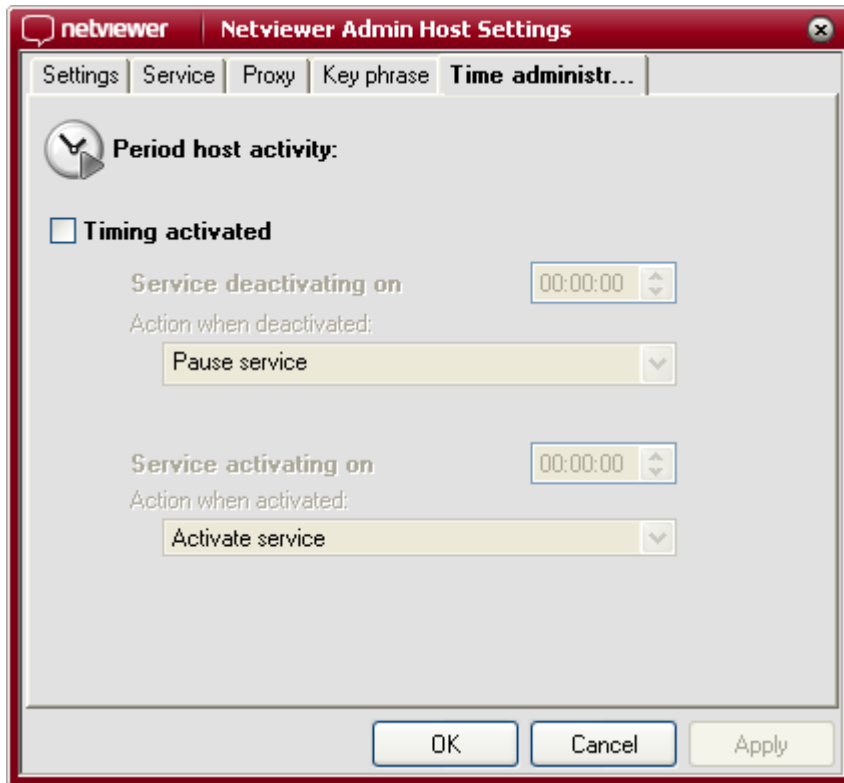 netviewer Netviewer Admin Host Settings
Settings Service Proxy Key phrase Time administr...
Period host activity:
Timing activated
Service deactivating on 00:00:00
Action when deactivated:
Pause service
Service activating on 00:00:00
Action when activated:
Activate service
OK Cancel Apply